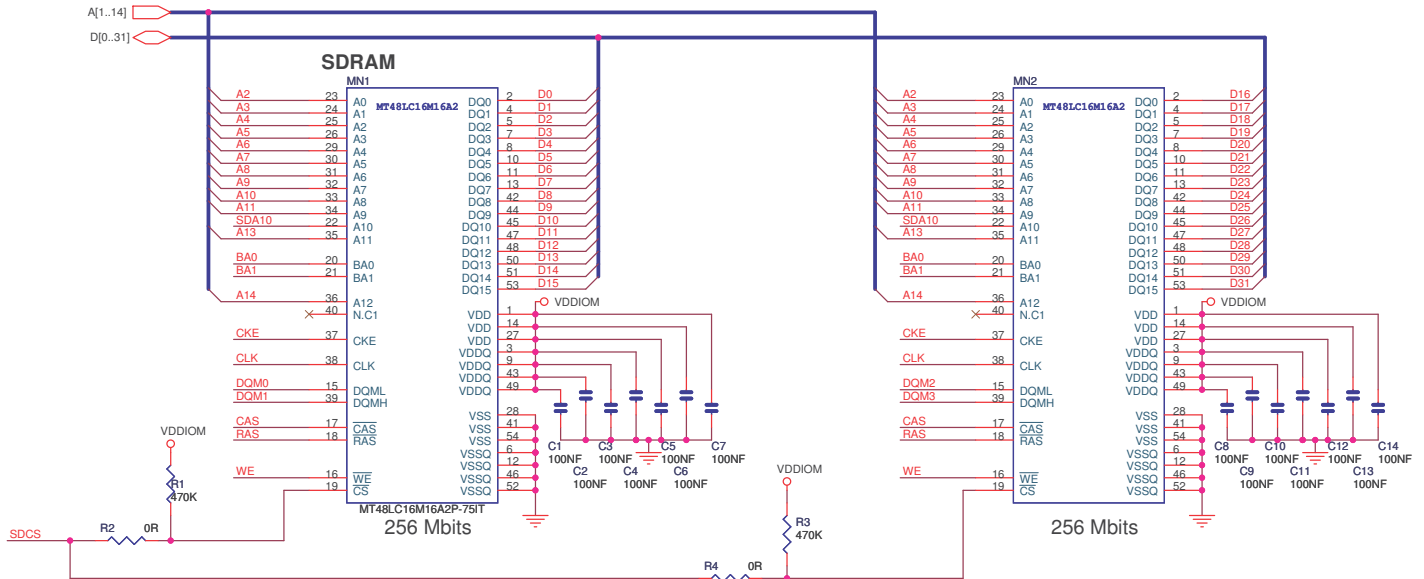 A[1..14]
D[0..31]
SDRAM
MN1
MT48LC16M16A2
A2 23 A0 DQ0 2 D0
A3 24 A1 DQ1 4 D1
A4 25 A2 DQ2 5 D2
A5 26 A3 DQ3 7 D3
A6 29 A4 DQ4 8 D4
A7 30 A5 DQ5 10 D5
A8 31 A6 DQ6 11 D6
A9 32 A7 DQ7 13 D7
A10 33 A8 DQ8 42 D8
A11 34 A9 DQ9 44 D9
SDA10 22 A10 DQ10 45 D10
A13 35 A11 DQ11 47 D11
DQ12 48 D12
BA0 20 BA0 DQ13 50 D13
BA1 21 BA1 DQ14 51 D14
DQ15 53 D15
A14 36 A12
VDDIOM
40 N.C1 VDD 1
VDD 14
CKE 37 CKE VDD 27
VDDQ 3
CLK 38 CLK VDDQ 9
VDDQ 43
DQM0 15 DQML VDDQ 49
DQM1 39 DQMH
VSS 28
CAS 17 CAS VSS 41
RAS 18 RAS VSS 54
VSSQ 6
VSSQ 12
WE 16 WE VSSQ 46
19 CS VSSQ 52
MT48LC16M16A2P-75IT
256 Mbits
C1 C3 C5 C7
100NF 100NF 100NF 100NF
C2 C4 C6
100NF 100NF 100NF
VDDIOM
R1
470K
R2 0R
SDCS
MN2
MT48LC16M16A2
A2 23 A0 DQ0 2 D16
A3 24 A1 DQ1 4 D17
A4 25 A2 DQ2 5 D18
A5 26 A3 DQ3 7 D19
A6 29 A4 DQ4 8 D20
A7 30 A5 DQ5 10 D21
A8 31 A6 DQ6 11 D22
A9 32 A7 DQ7 13 D23
A10 33 A8 DQ8 42 D24
A11 34 A9 DQ9 44 D25
SDA10 22 A10 DQ10 45 D26
A13 35 A11 DQ11 47 D27
DQ12 48 D28
BA0 20 BA0 DQ13 50 D29
BA1 21 BA1 DQ14 51 D30
DQ15 53 D31
A14 36 A12
VDDIOM
40 N.C1 VDD 1
VDD 14
CKE 37 CKE VDD 27
VDDQ 3
CLK 38 CLK VDDQ 9
VDDQ 43
DQM2 15 DQML VDDQ 49
DQM3 39 DQMH
VSS 28
CAS 17 CAS VSS 41
RAS 18 RAS VSS 54
VSSQ 6
VSSQ 12
WE 16 WE VSSQ 46
19 CS VSSQ 52
256 Mbits
C8 C10 C12 C14
100NF 100NF 100NF 100NF
C9 C11 C13
100NF 100NF 100NF
VDDIOM
R3
470K
R4 0R